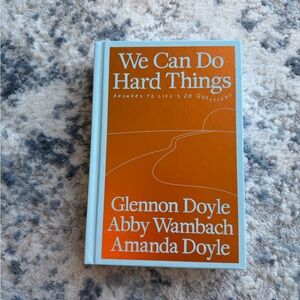 We Can Do
Hard Things
ANSWERS TO LIFE'S 20 QUESTIONS
Glennon Doyle
Abby Wambach
Amanda Doyle